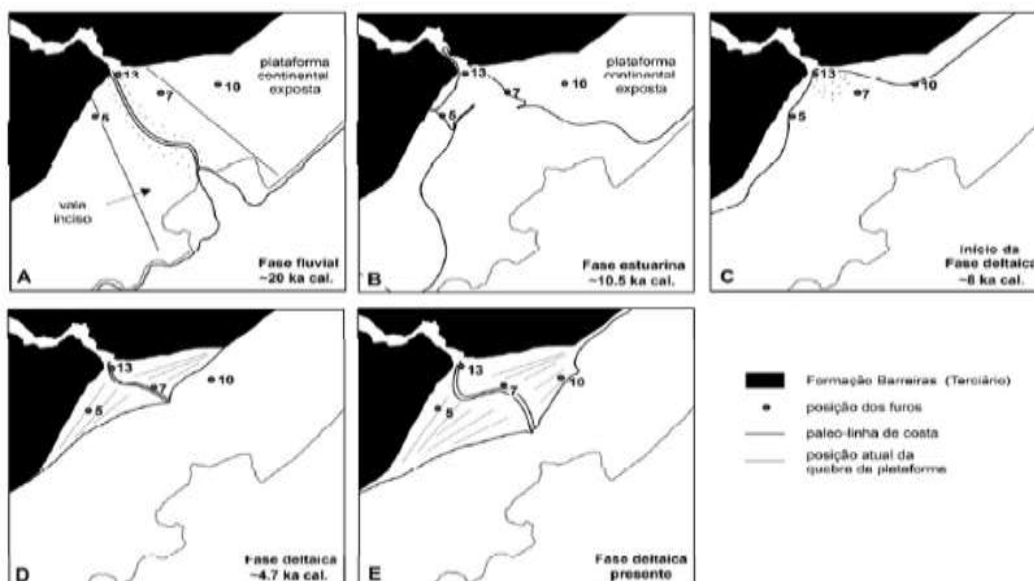 13
7
10
5
plataforma
continental
exposta
vale
inciso
A
Fase fluvial
~20 ka cal.
13
7
10
5
plataforma
continental
exposta
B
Fase estuarina
~10.5 ka cal.
13
7
10
5
Início da
Fase deltaica
~8 ka cal.
C
13
7
10
5
D
Fase deltaica
~4.7 ka cal.
13
7
10
5
E
Fase deltaica
presente
Formação Barreiras (Terciário)
posição dos furos
paleo-linha de costa
posição atual da
quebra de plataforma